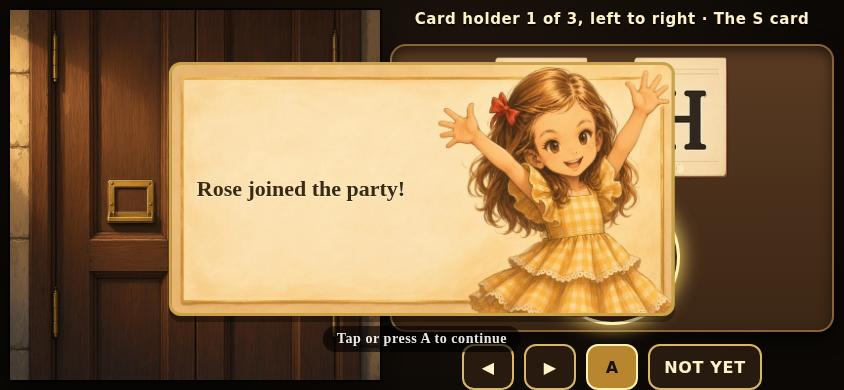 Card holder 1 of 3, left to right · The S card
H
Rose joined the party!
Tap or press A to continue
◀ ▶ A NOT YET